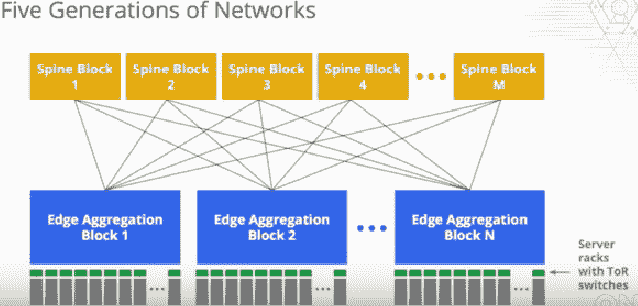 Five Generations of Networks
Spine Block
1
Spine Block
2
Spine Block
3
Spine Block
4
Spine Block
M
Edge Aggregation
Block 1
Edge Aggregation
Block 2
Edge Aggregation
Block N
Server
racks
with ToR
switches